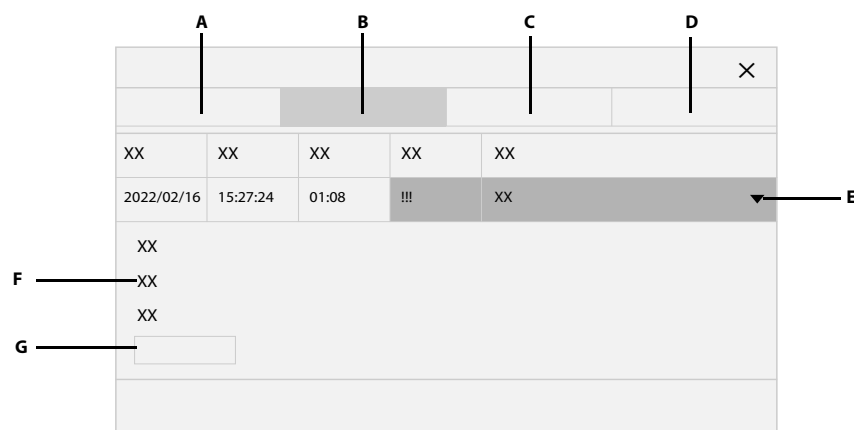 A B C D
XX XX XX XX XX
2022/02/16 15:27:24 01:08 !!! XX
E
XX
F XX
XX
G